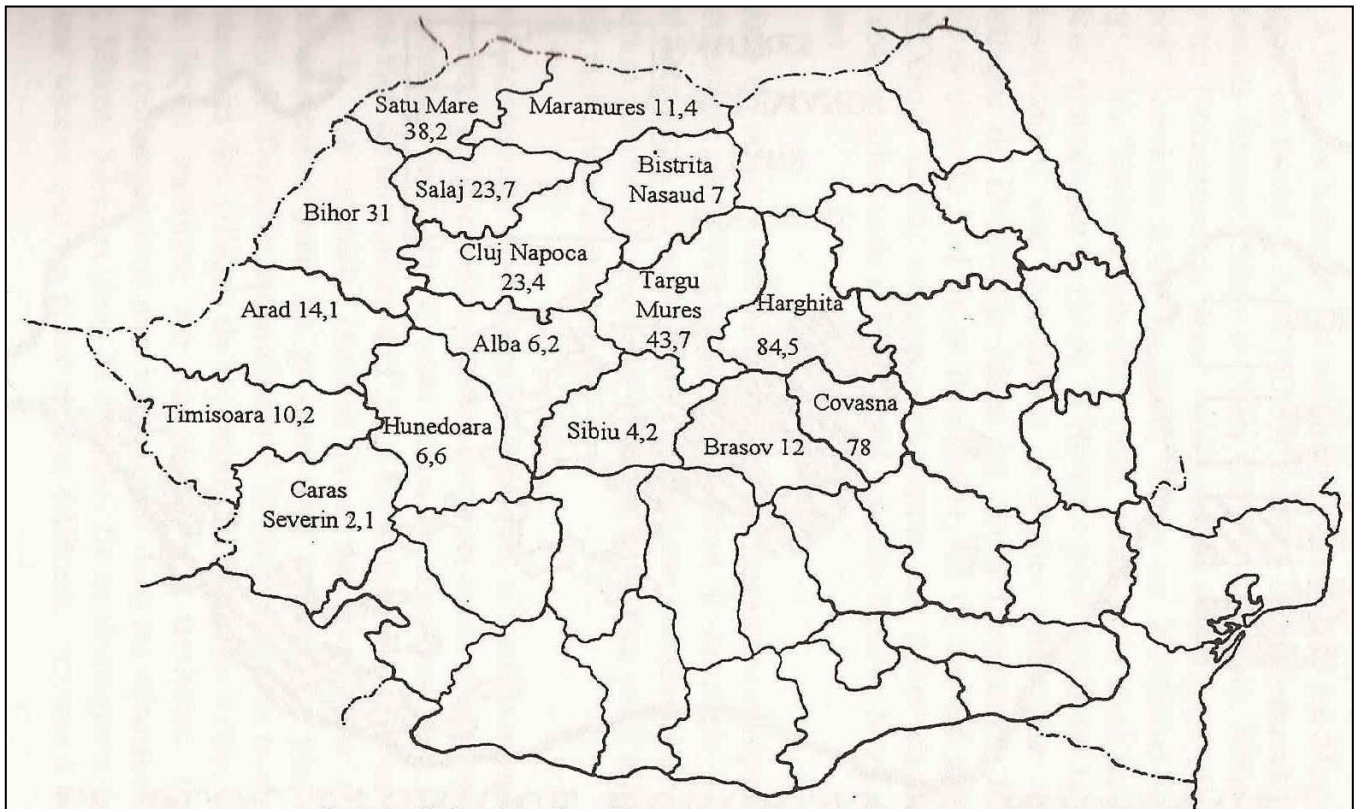 Satu Mare
38,2
Maramures 11,4
Bistrita
Nasaud 7
Salaj 23,7
Bihor 31
Cluj Napoca
23,4
Targu
Mures
43,7
Harghita
84,5
Arad 14,1
Alba 6,2
Timisoara 10,2
Hunedoara
6,6
Sibiu 4,2
Brasov 12
Covasna
78
Caras
Severin 2,1